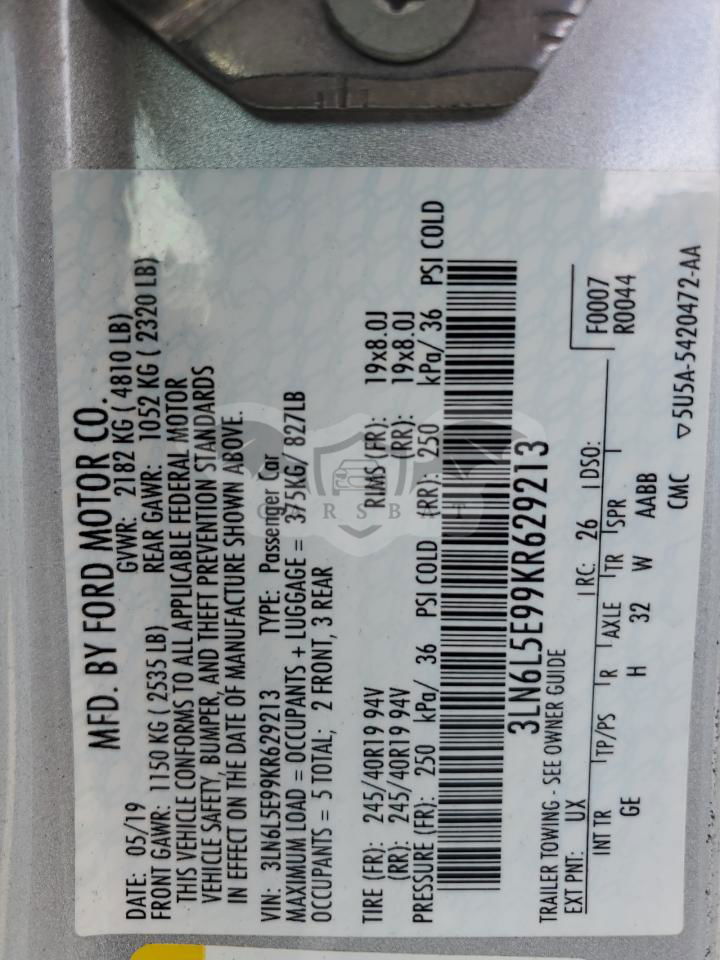 MFD. BY FORD MOTOR CO.
DATE: 05/19 GVWR: 2182 KG ( 4810 LB)
FRONT GAWR: 1150 KG ( 2535 LB) REAR GAWR: 1052 KG ( 2320 LB)
THIS VEHICLE CONFORMS TO ALL APPLICABLE FEDERAL MOTOR
VEHICLE SAFETY, BUMPER, AND THEFT PREVENTION STANDARDS
IN EFFECT ON THE DATE OF MANUFACTURE SHOWN ABOVE.
VIN: 3LN6L5E99KR629213 TYPE: Passenger Car
MAXIMUM LOAD = OCCUPANTS + LUGGAGE = 375KG/ 827LB
OCCUPANTS = 5 TOTAL; 2 FRONT, 3 REAR
TIRE (FR): 245/40R19 94V RIMS (FR): 19x8.0J
(RR): 245/40R19 94V (RR): 19x8.0J
PRESSURE (FR): 250 kPa/ 36 PSI COLD (RR): 250 kPa/ 36 PSI COLD
3LN6L5E99KR629213
TRAILER TOWING - SEE OWNER GUIDE
EXT PNT: UX RC: 26 DSO: F0007
INT TR TP/PS R AXLE TR SPR R0044
GE H 32 W AABB
CMC ▽5U5A-5420472-AA
CARSBAT